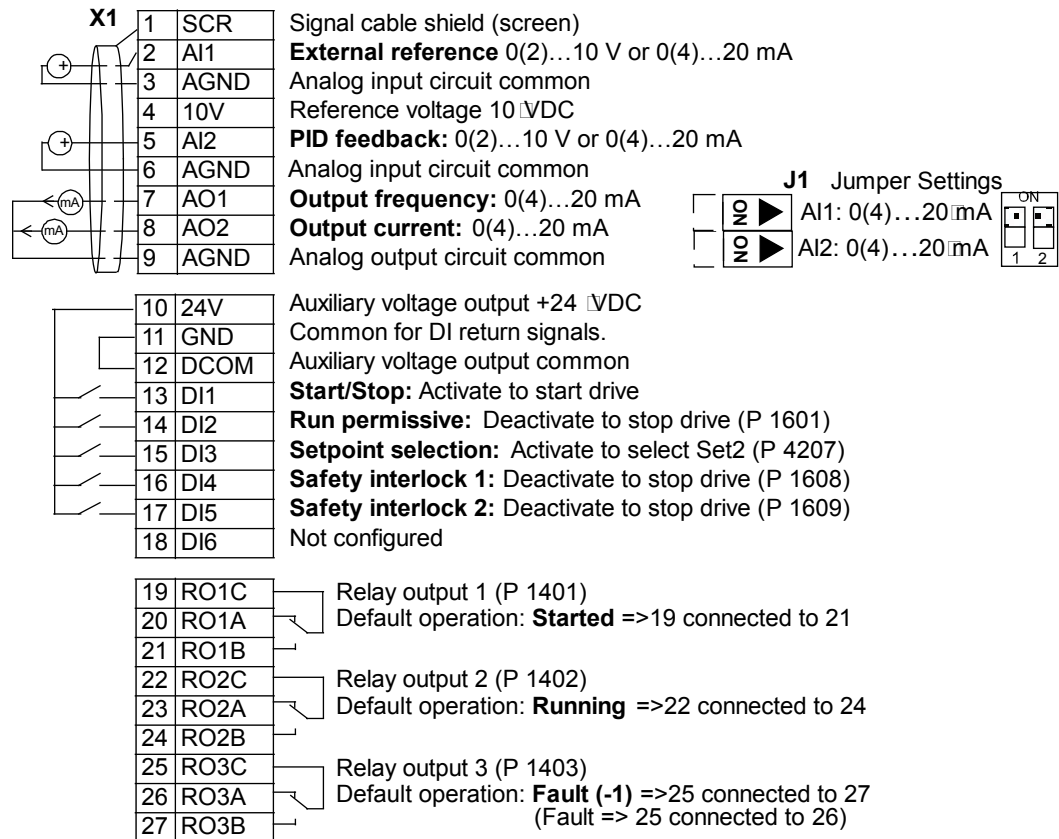 X1
1 SCR Signal cable shield (screen)
2 AI1 External reference 0(2)…10 V or 0(4)…20 mA
3 AGND Analog input circuit common
4 10V Reference voltage 10 VDC
5 AI2 PID feedback: 0(2)…10 V or 0(4)…20 mA
6 AGND Analog input circuit common
7 AO1 Output frequency: 0(4)…20 mA
8 AO2 Output current: 0(4)…20 mA
9 AGND Analog output circuit common
+
+
mA
mA
J1 Jumper Settings
ON AI1: 0(4)…20 mA
ON AI2: 0(4)…20 mA
ON
1 2
10 24V Auxiliary voltage output +24 VDC
11 GND Common for DI return signals.
12 DCOM Auxiliary voltage output common
13 DI1 Start/Stop: Activate to start drive
14 DI2 Run permissive: Deactivate to stop drive (P 1601)
15 DI3 Setpoint selection: Activate to select Set2 (P 4207)
16 DI4 Safety interlock 1: Deactivate to stop drive (P 1608)
17 DI5 Safety interlock 2: Deactivate to stop drive (P 1609)
18 DI6 Not configured
19 RO1C Relay output 1 (P 1401)
20 RO1A Default operation: Started =>19 connected to 21
21 RO1B
22 RO2C Relay output 2 (P 1402)
23 RO2A Default operation: Running =>22 connected to 24
24 RO2B
25 RO3C Relay output 3 (P 1403)
26 RO3A Default operation: Fault (-1) =>25 connected to 27
27 RO3B (Fault => 25 connected to 26)